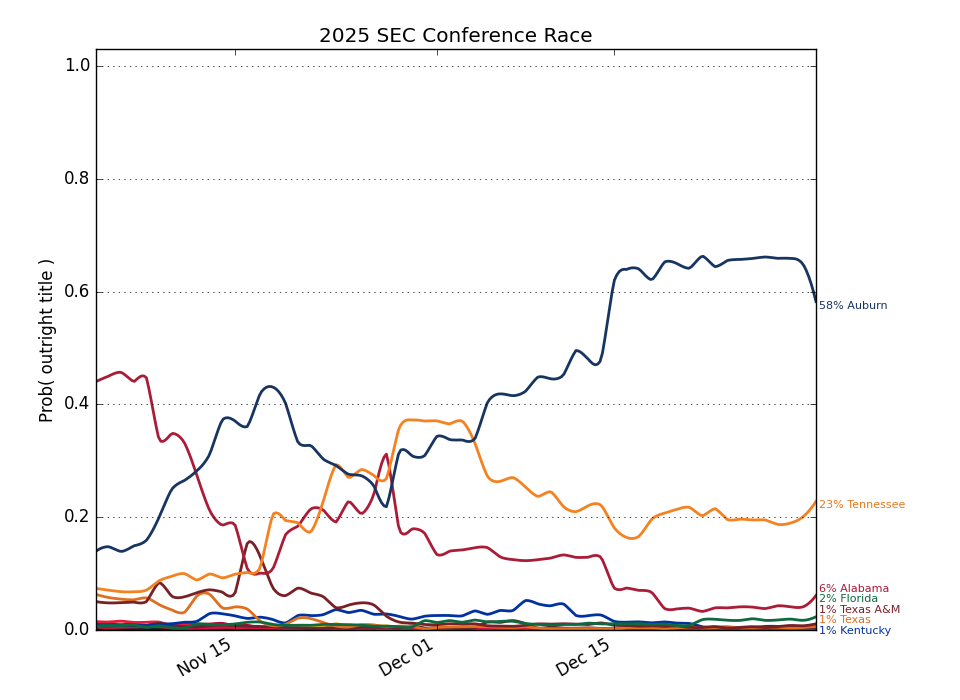 2025 SEC Conference Race
Prob( outright title )
1.0
0.8
0.6
0.4
0.2
0.0
Nov 15
Dec 01
Dec 15
58% Auburn
23% Tennessee
6% Alabama
2% Florida
1% Texas A&M
1% Texas
1% Kentucky